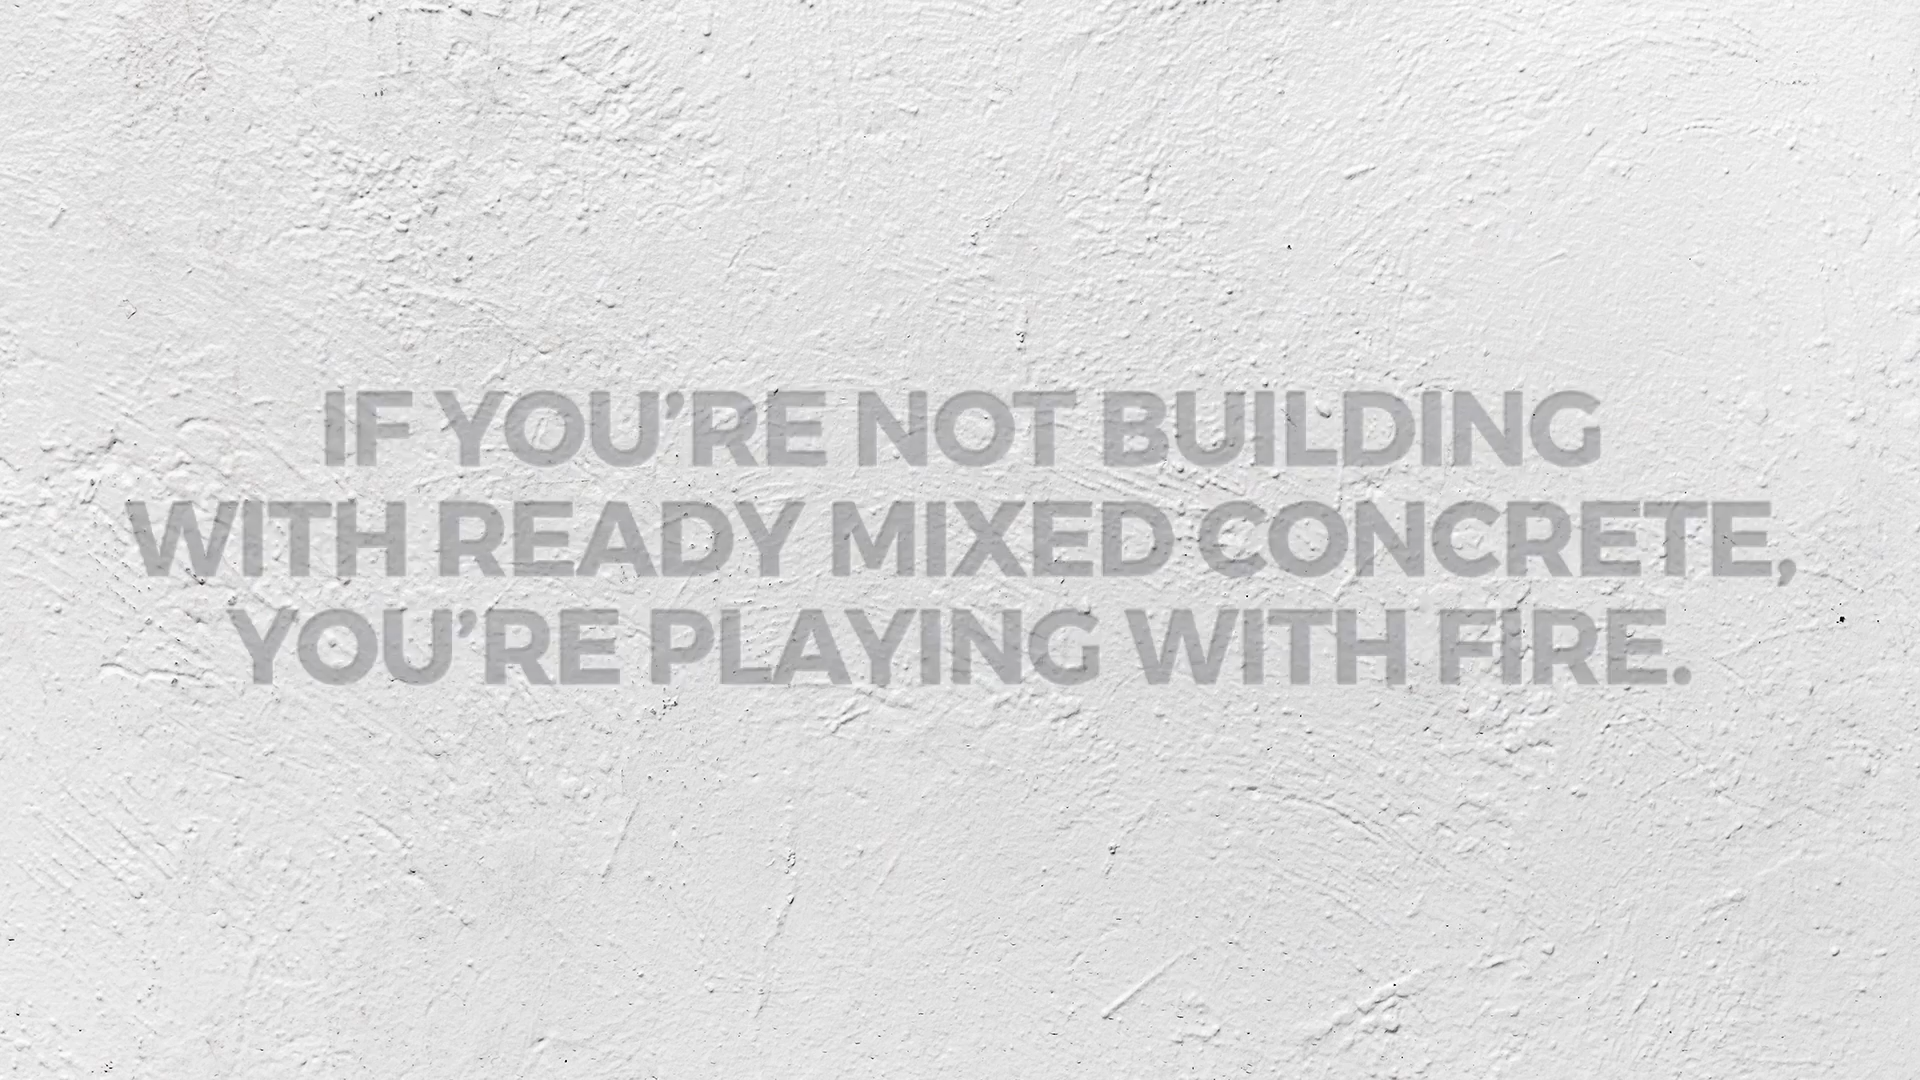 IF YOU’RE NOT BUILDING
WITH READY MIXED CONCRETE,
YOU’RE PLAYING WITH FIRE.